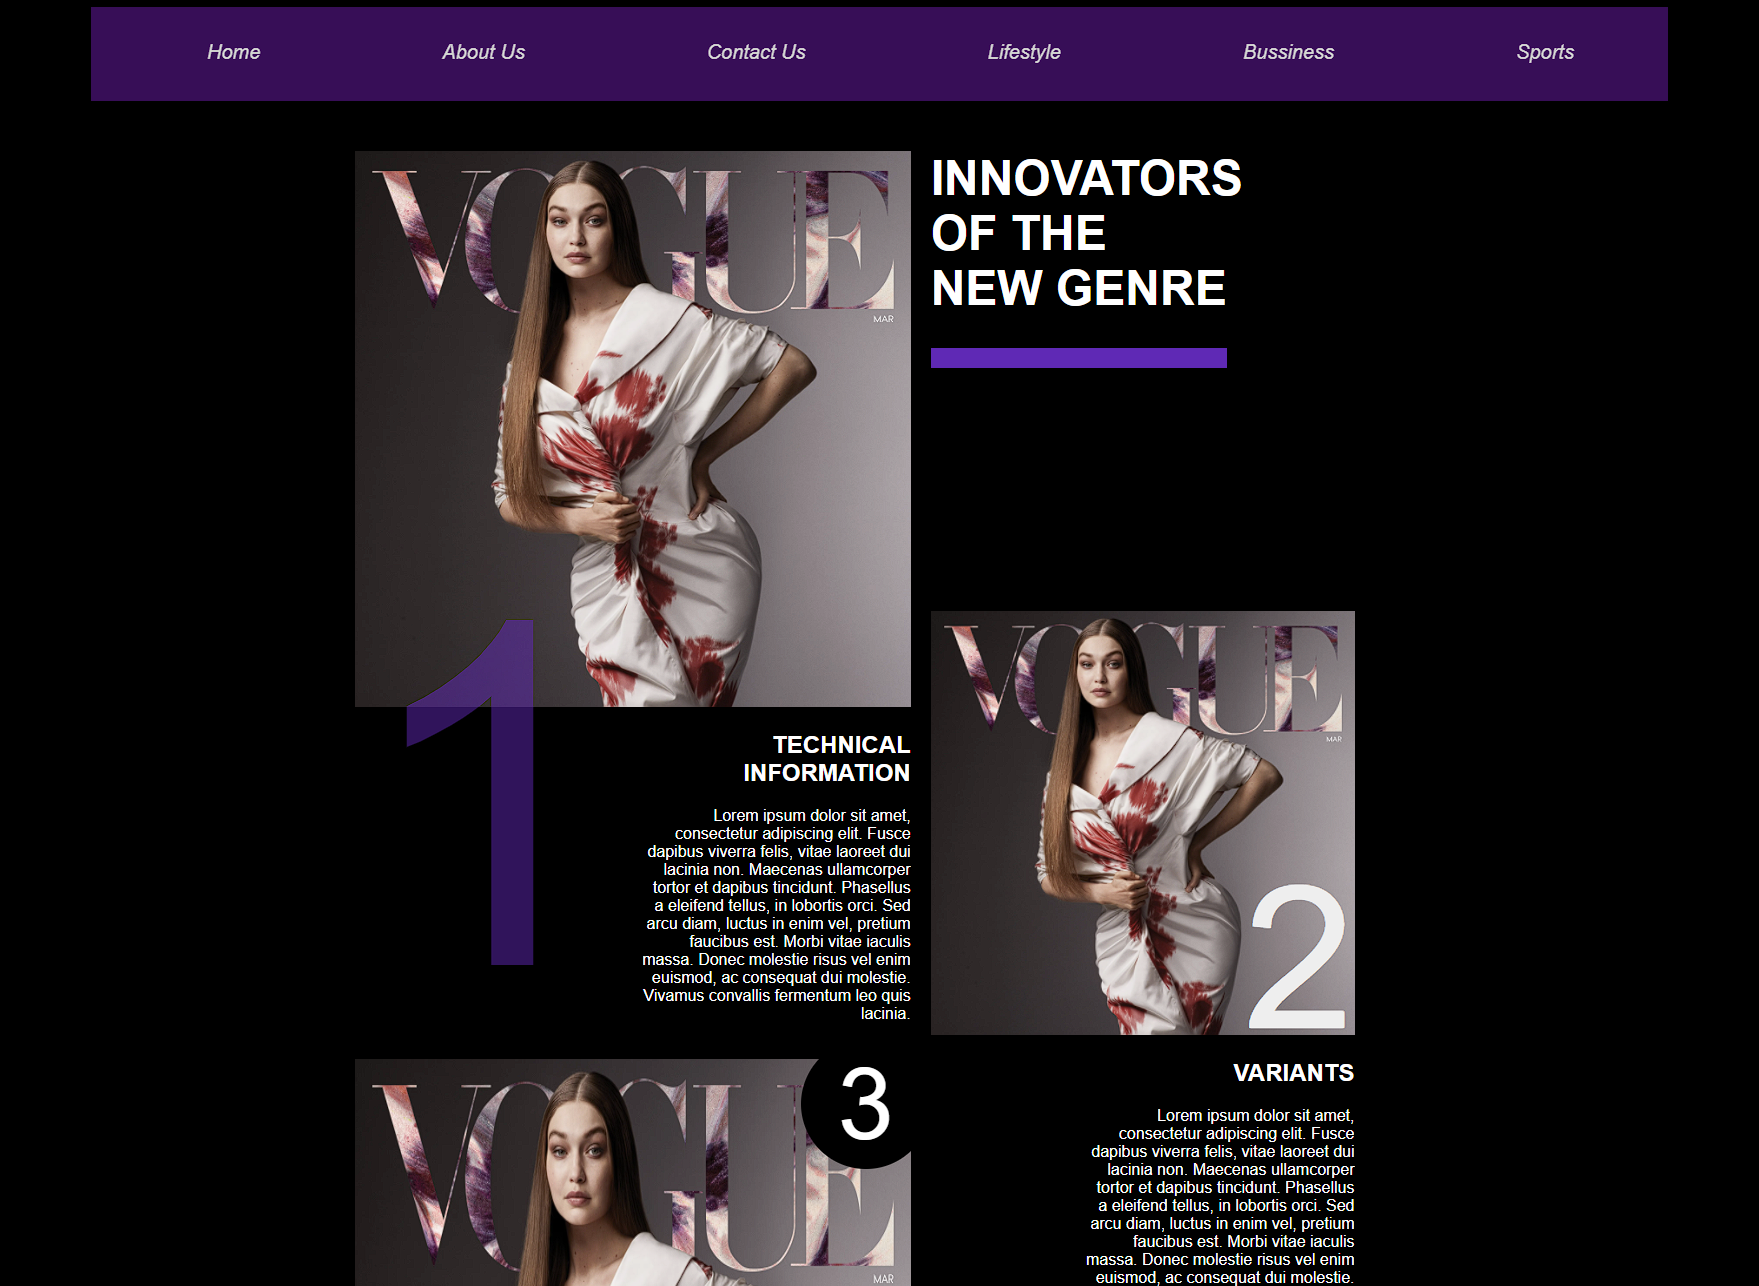 Home About Us Contact Us Lifestyle Bussiness Sports
VOGUE
MAR
INNOVATORS
OF THE
NEW GENRE
1
TECHNICAL
INFORMATION
Lorem ipsum dolor sit amet,
consectetur adipiscing elit. Fusce
dapibus viverra felis, vitae laoreet dui
lacinia non. Maecenas ullamcorper
tortor et dapibus tincidunt. Phasellus
a eleifend tellus, in lobortis orci. Sed
arcu diam, luctus in enim vel, pretium
faucibus est. Morbi vitae iaculis
massa. Donec molestie risus vel enim
euismod, ac consequat dui molestie.
Vivamus convallis fermentum leo quis
lacinia.
VOGUE
MAR
2
VARIANTS
Lorem ipsum dolor sit amet,
consectetur adipiscing elit. Fusce
dapibus viverra felis, vitae laoreet dui
lacinia non. Maecenas ullamcorper
tortor et dapibus tincidunt. Phasellus
a eleifend tellus, in lobortis orci. Sed
arcu diam, luctus in enim vel, pretium
faucibus est. Morbi vitae iaculis
massa. Donec molestie risus vel enim
euismod, ac consequat dui molestie.
VOGUE
3
MAR